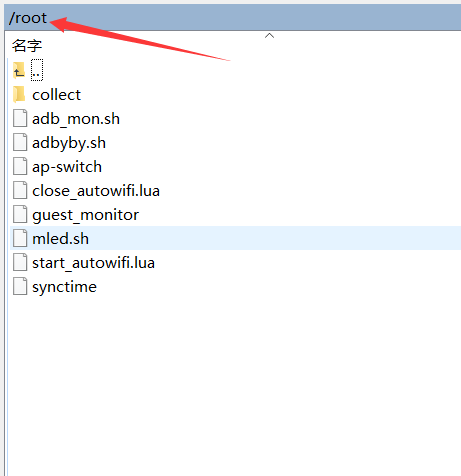 /root
名字
..
collect
adb_mon.sh
adbyby.sh
ap-switch
close_autowifi.lua
guest_monitor
mled.sh
start_autowifi.lua
synctime